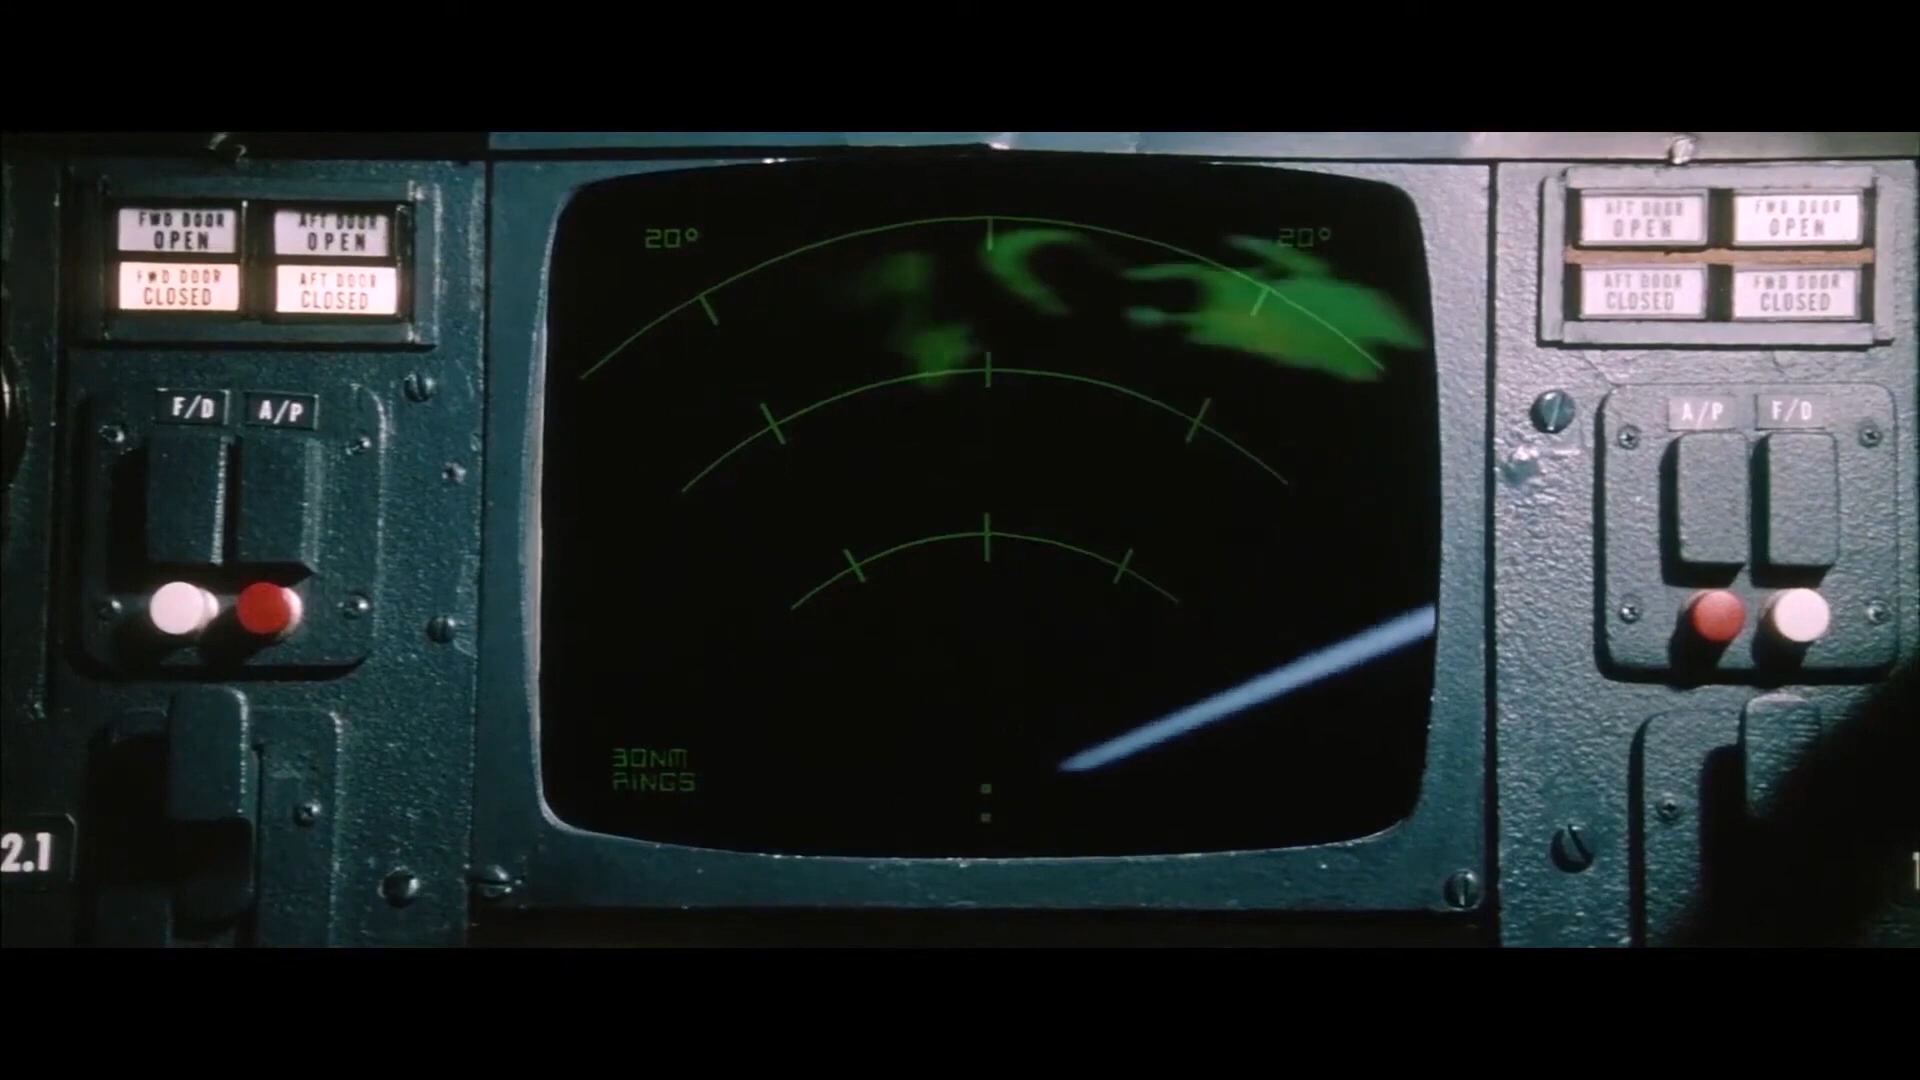 FWD DOOR
OPEN
AFT DOOR
OPEN
FWD DOOR
CLOSED
AFT DOOR
CLOSED
F/D
A/P
2.1
20°
20°
30NM
RINGS
AFT DOOR
OPEN
FWD DOOR
OPEN
AFT DOOR
CLOSED
FWD DOOR
CLOSED
A/P
F/D